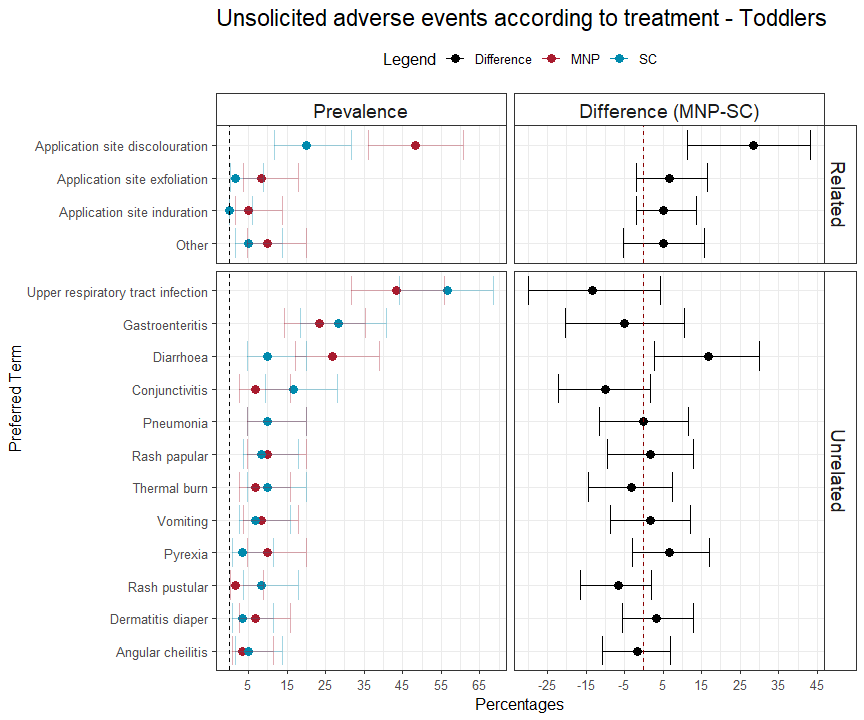 Unsolicited adverse events according to treatment - Toddlers
Legend Difference MNP SC
Prevalence
Difference (MNP-SC)
Application site discolouration
Application site exfoliation
Application site induration
Other
Related
Upper respiratory tract infection
Gastroenteritis
Diarrhoea
Conjunctivitis
Pneumonia
Rash papular
Thermal burn
Vomiting
Pyrexia
Rash pustular
Dermatitis diaper
Angular cheilitis
Unrelated
Preferred Term
5 15 25 35 45 55 65
-25 -15 -5 5 15 25 35 45
Percentages